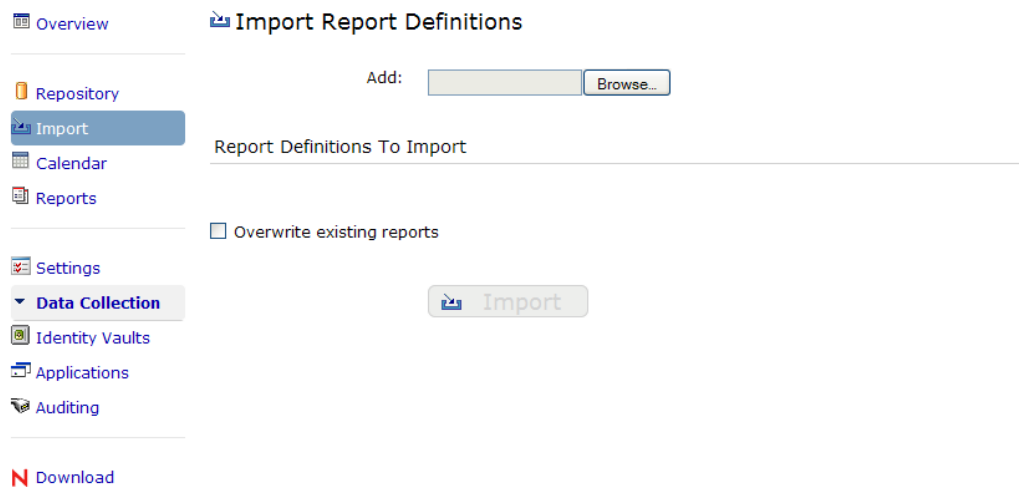 Overview
Repository
Import
Calendar
Reports
Settings
Data Collection
Identity Vaults
Applications
Auditing
Download
Import Report Definitions
Add:
Browse...
Report Definitions To Import
Overwrite existing reports
Import